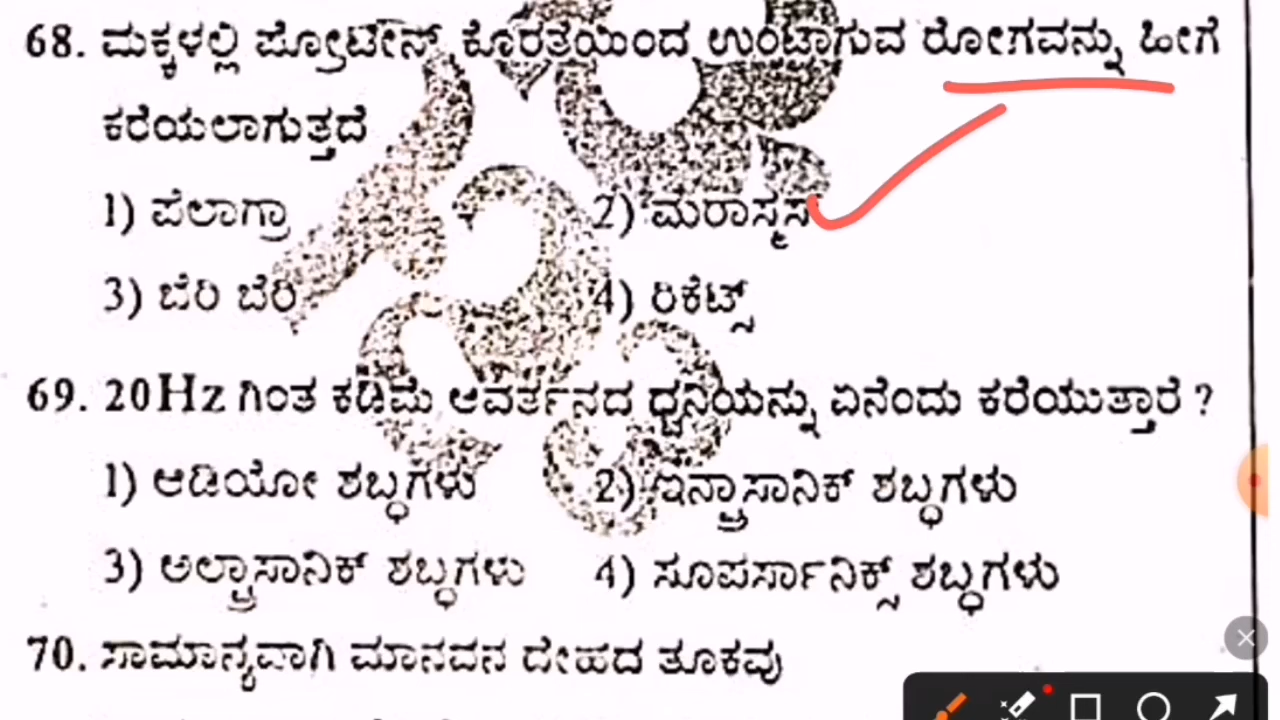 68. ಮಕ್ಕಳಲ್ಲಿ ಪ್ರೋಟೀನ್ ಕೊರತೆಯಿಂದ ಉಂಟಾಗುವ ರೋಗವನ್ನು ಹೀಗೆ
ಕರೆಯಲಾಗುತ್ತದೆ
1) ಪೆಲಾಗ್ರಾ 2) ಮರಾಸ್ಮಸ್
3) ಬೆರಿ ಬೆರಿ 4) ರಿಕೆಟ್ಸ್
69. 20Hz ಗಿಂತ ಕಡಿಮೆ ಆವರ್ತನದ ಧ್ವನಿಯನ್ನು ಏನೆಂದು ಕರೆಯುತ್ತಾರೆ ?
1) ಆಡಿಯೋ ಶಬ್ಧಗಳು 2) ಇನ್ಫ್ರಾಸಾನಿಕ್ ಶಬ್ಧಗಳು
3) ಅಲ್ಟ್ರಾಸಾನಿಕ್ ಶಬ್ಧಗಳು 4) ಸೂಪರ್ಸಾನಿಕ್ಸ್ ಶಬ್ಧಗಳು
70. ಸಾಮಾನ್ಯವಾಗಿ ಮಾನವನ ದೇಹದ ತೂಕವು